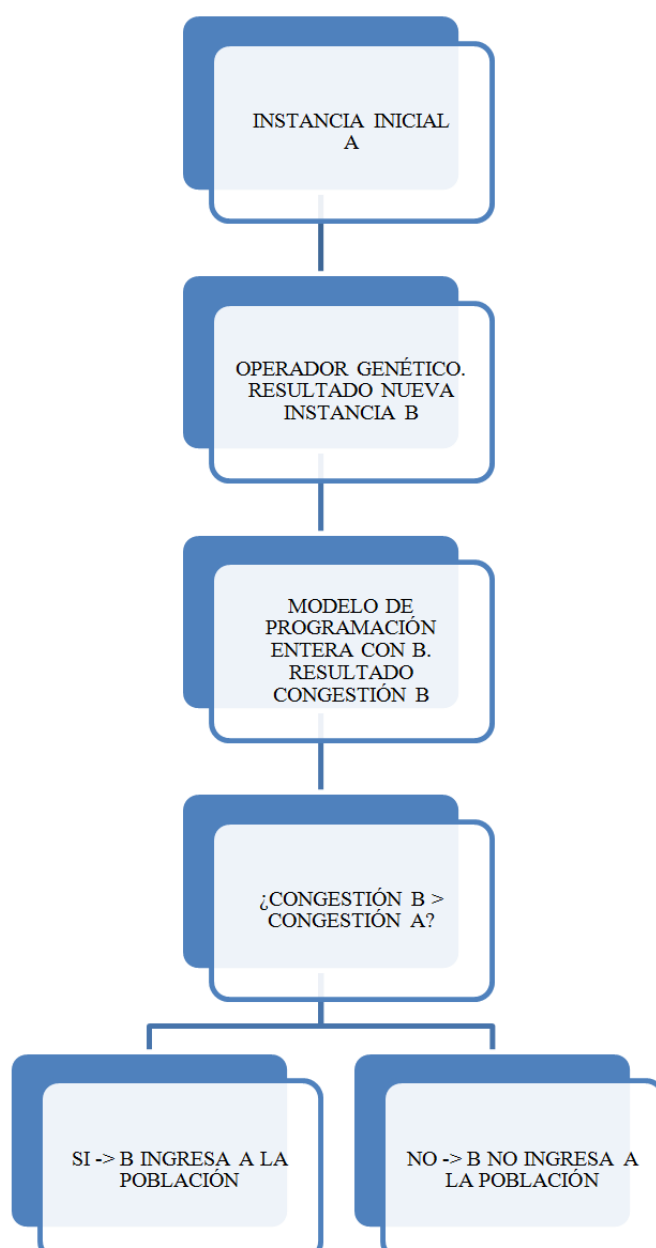 INSTANCIA INICIAL
A
OPERADOR GENÉTICO.
RESULTADO NUEVA
INSTANCIA B
MODELO DE
PROGRAMACIÓN
ENTERA CON B.
RESULTADO
CONGESTIÓN B
¿CONGESTIÓN B >
CONGESTIÓN A?
SI -> B INGRESA A LA
POBLACIÓN
NO -> B NO INGRESA A
LA POBLACIÓN